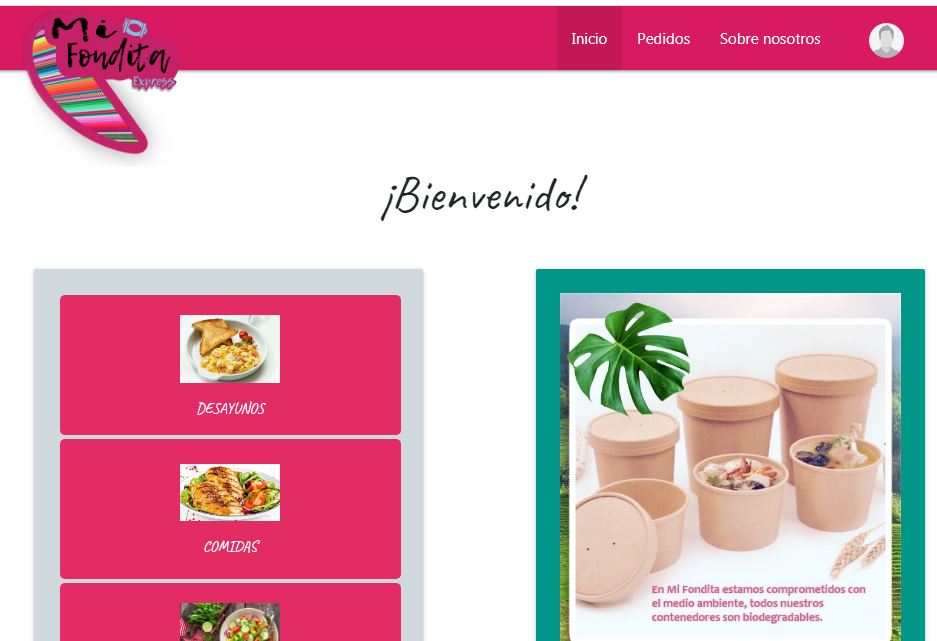 Mi
Fondita
Express
Inicio
Pedidos
Sobre nosotros
¡Bienvenido!
DESAYUNOS
COMIDAS
En Mi Fondita estamos comprometidos con
el medio ambiente, todos nuestros
contenedores son biodegradables.